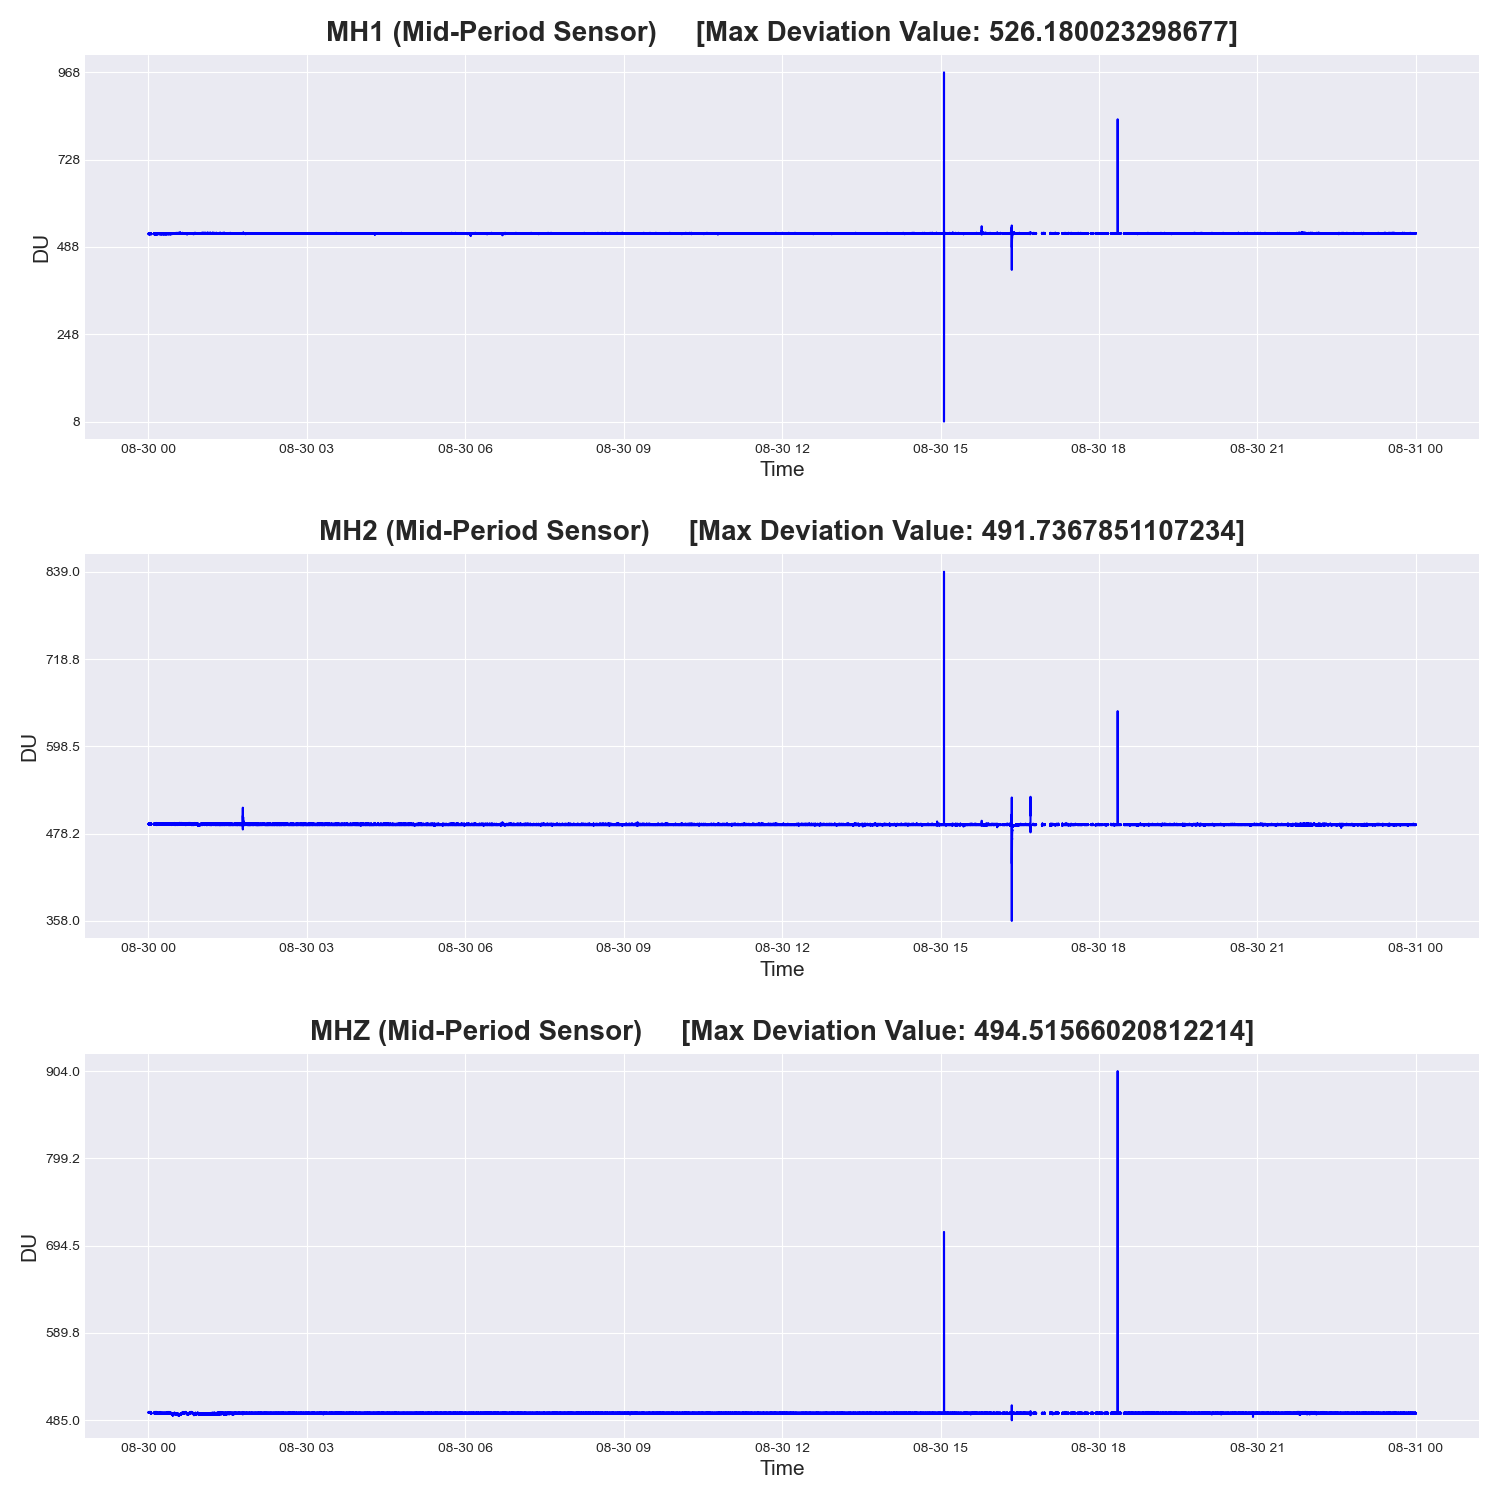 MH1 (Mid-Period Sensor) [Max Deviation Value: 526.180023298677]
968
728
488
248
8
DU
08-30 00 08-30 03 08-30 06 08-30 09 08-30 12 08-30 15 08-30 18 08-30 21 08-31 00
Time
MH2 (Mid-Period Sensor) [Max Deviation Value: 491.7367851107234]
839.0
718.8
598.5
478.2
358.0
DU
08-30 00 08-30 03 08-30 06 08-30 09 08-30 12 08-30 15 08-30 18 08-30 21 08-31 00
Time
MHZ (Mid-Period Sensor) [Max Deviation Value: 494.51566020812214]
904.0
799.2
694.5
589.8
485.0
DU
08-30 00 08-30 03 08-30 06 08-30 09 08-30 12 08-30 15 08-30 18 08-30 21 08-31 00
Time